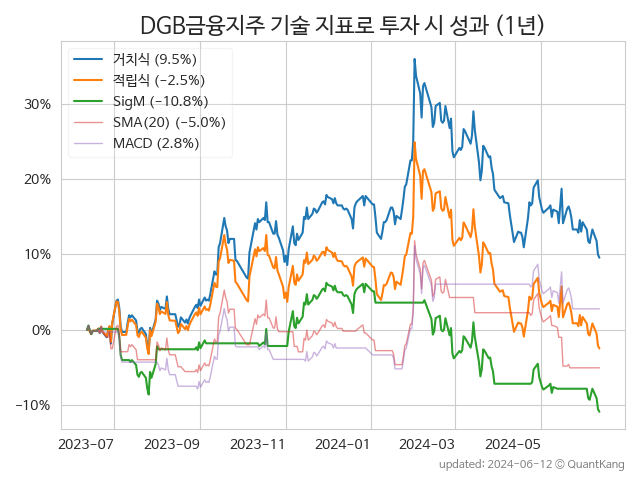 DGB금융지주 기술 지표로 투자 시 성과 (1년)
거치식 (9.5%)
적립식 (−2.5%)
SigM (−10.8%)
SMA(20) (−5.0%)
MACD (2.8%)
30%
20%
10%
0%
−10%
2023-07 2023-09 2023-11 2024-01 2024-03 2024-05
updated: 2024-06-12 © QuantKang